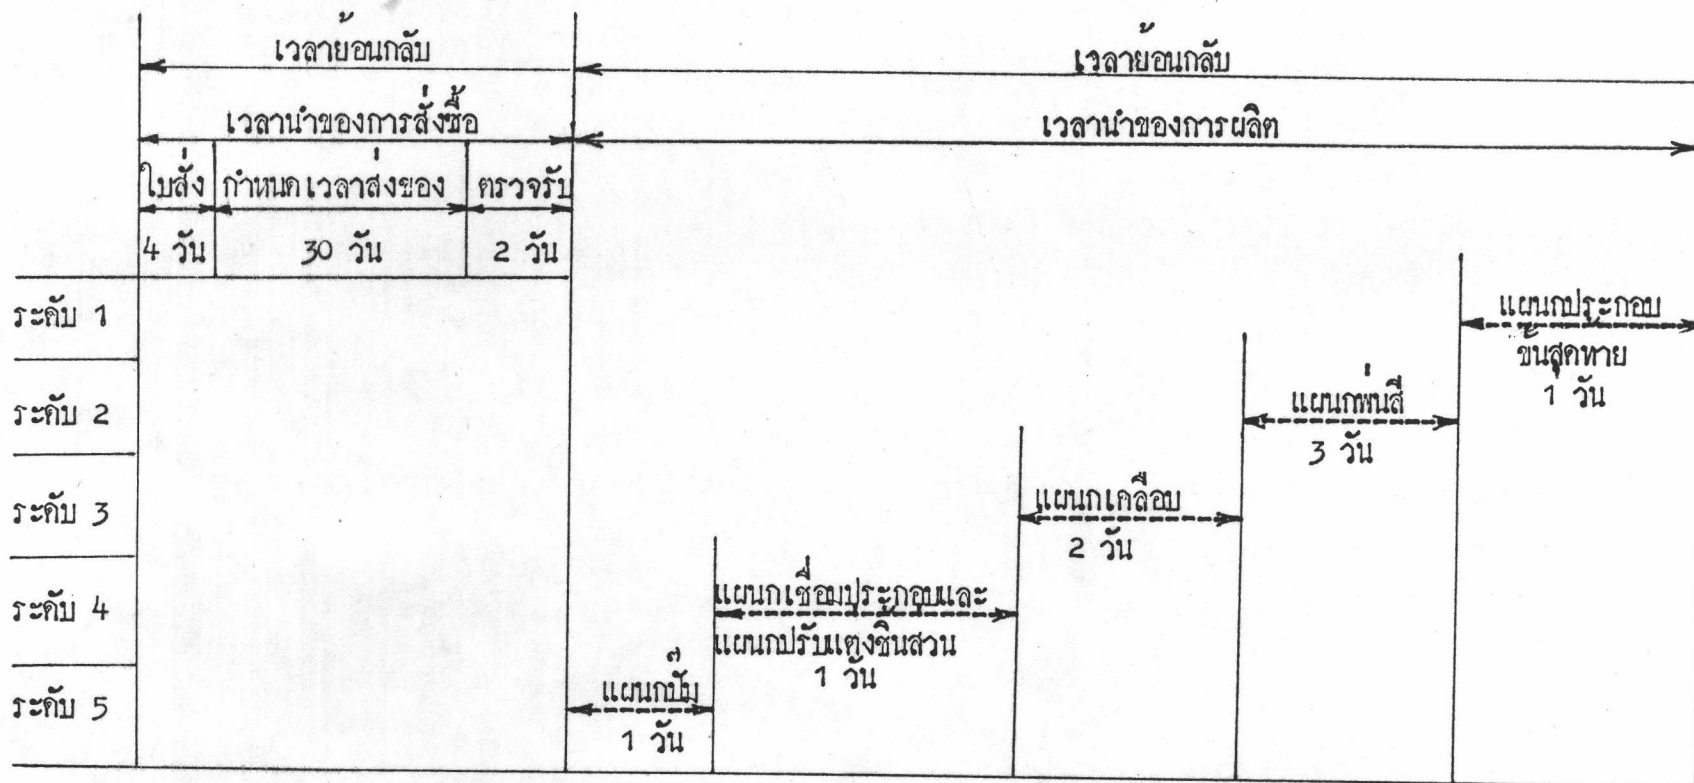 เวลาย้อนกลับ เวลาย้อนกลับ
เวลานำของการสั่งซื้อ เวลานำของการผลิต
ใบสั่ง กำหนดเวลาส่งของ ตรวจรับ
4 วัน 30 วัน 2 วัน
ระดับ 1
แผนกประกอบ
ขั้นสุดท้าย
1 วัน
ระดับ 2
แผนกพ่นสี
3 วัน
ระดับ 3
แผนกเคลือบ
2 วัน
ระดับ 4
แผนกเชื่อมประกอบและ
แผนกปรับแต่งชิ้นส่วน
1 วัน
ระดับ 5
แผนกปั๊ม
1 วัน